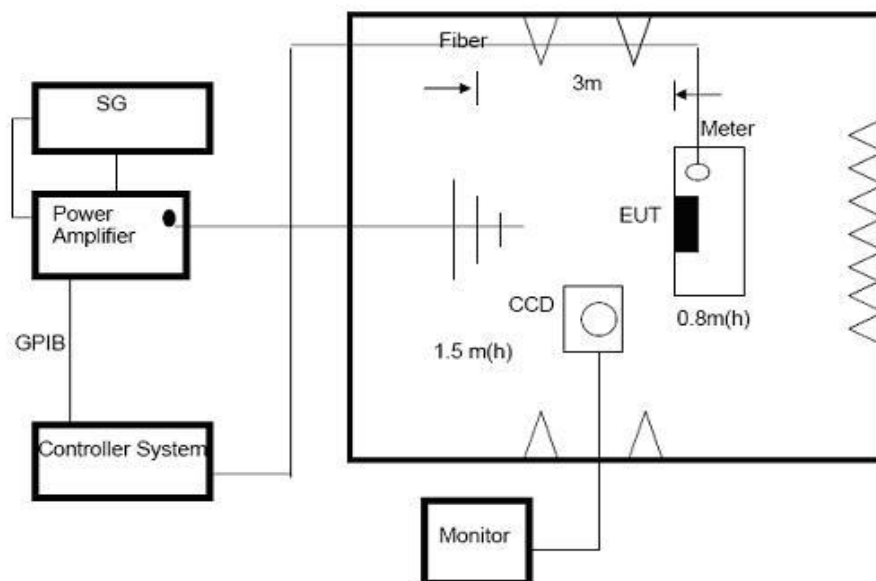 Fiber
3m
SG
Meter
Power
Amplifier
EUT
CCD
0.8m(h)
GPIB
1.5 m(h)
Controller System
Monitor